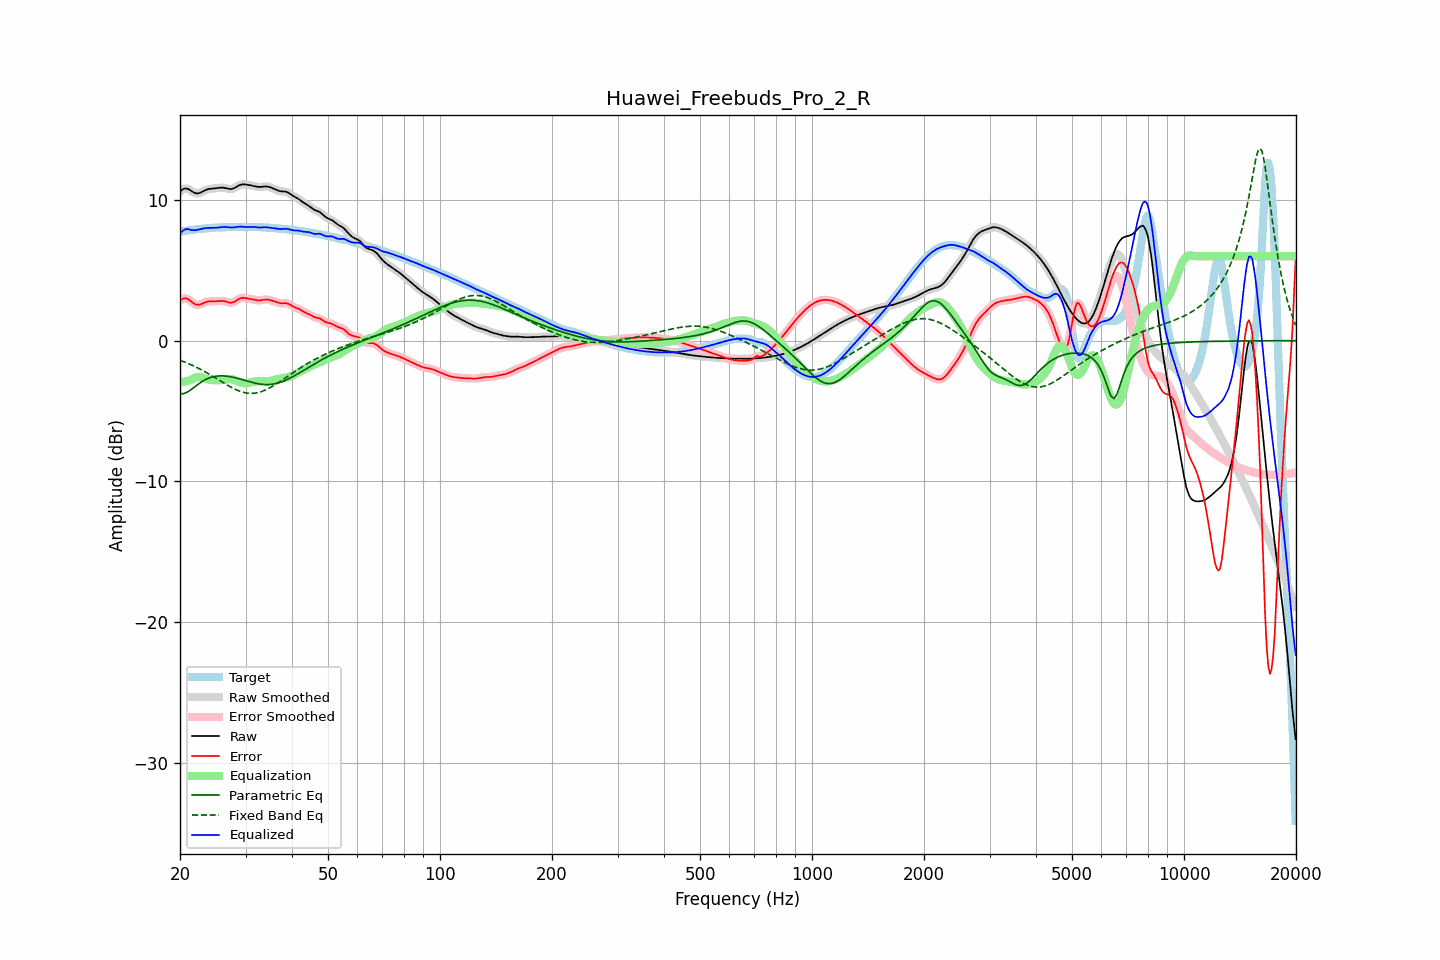 Huawei_Freebuds_Pro_2_R
Amplitude (dBr)
10
0
−10
−20
−30
Target
Raw Smoothed
Error Smoothed
Raw
Error
Equalization
Parametric Eq
Fixed Band Eq
Equalized
20 50 100 200 500 1000 2000 5000 10000 20000
Frequency (Hz)